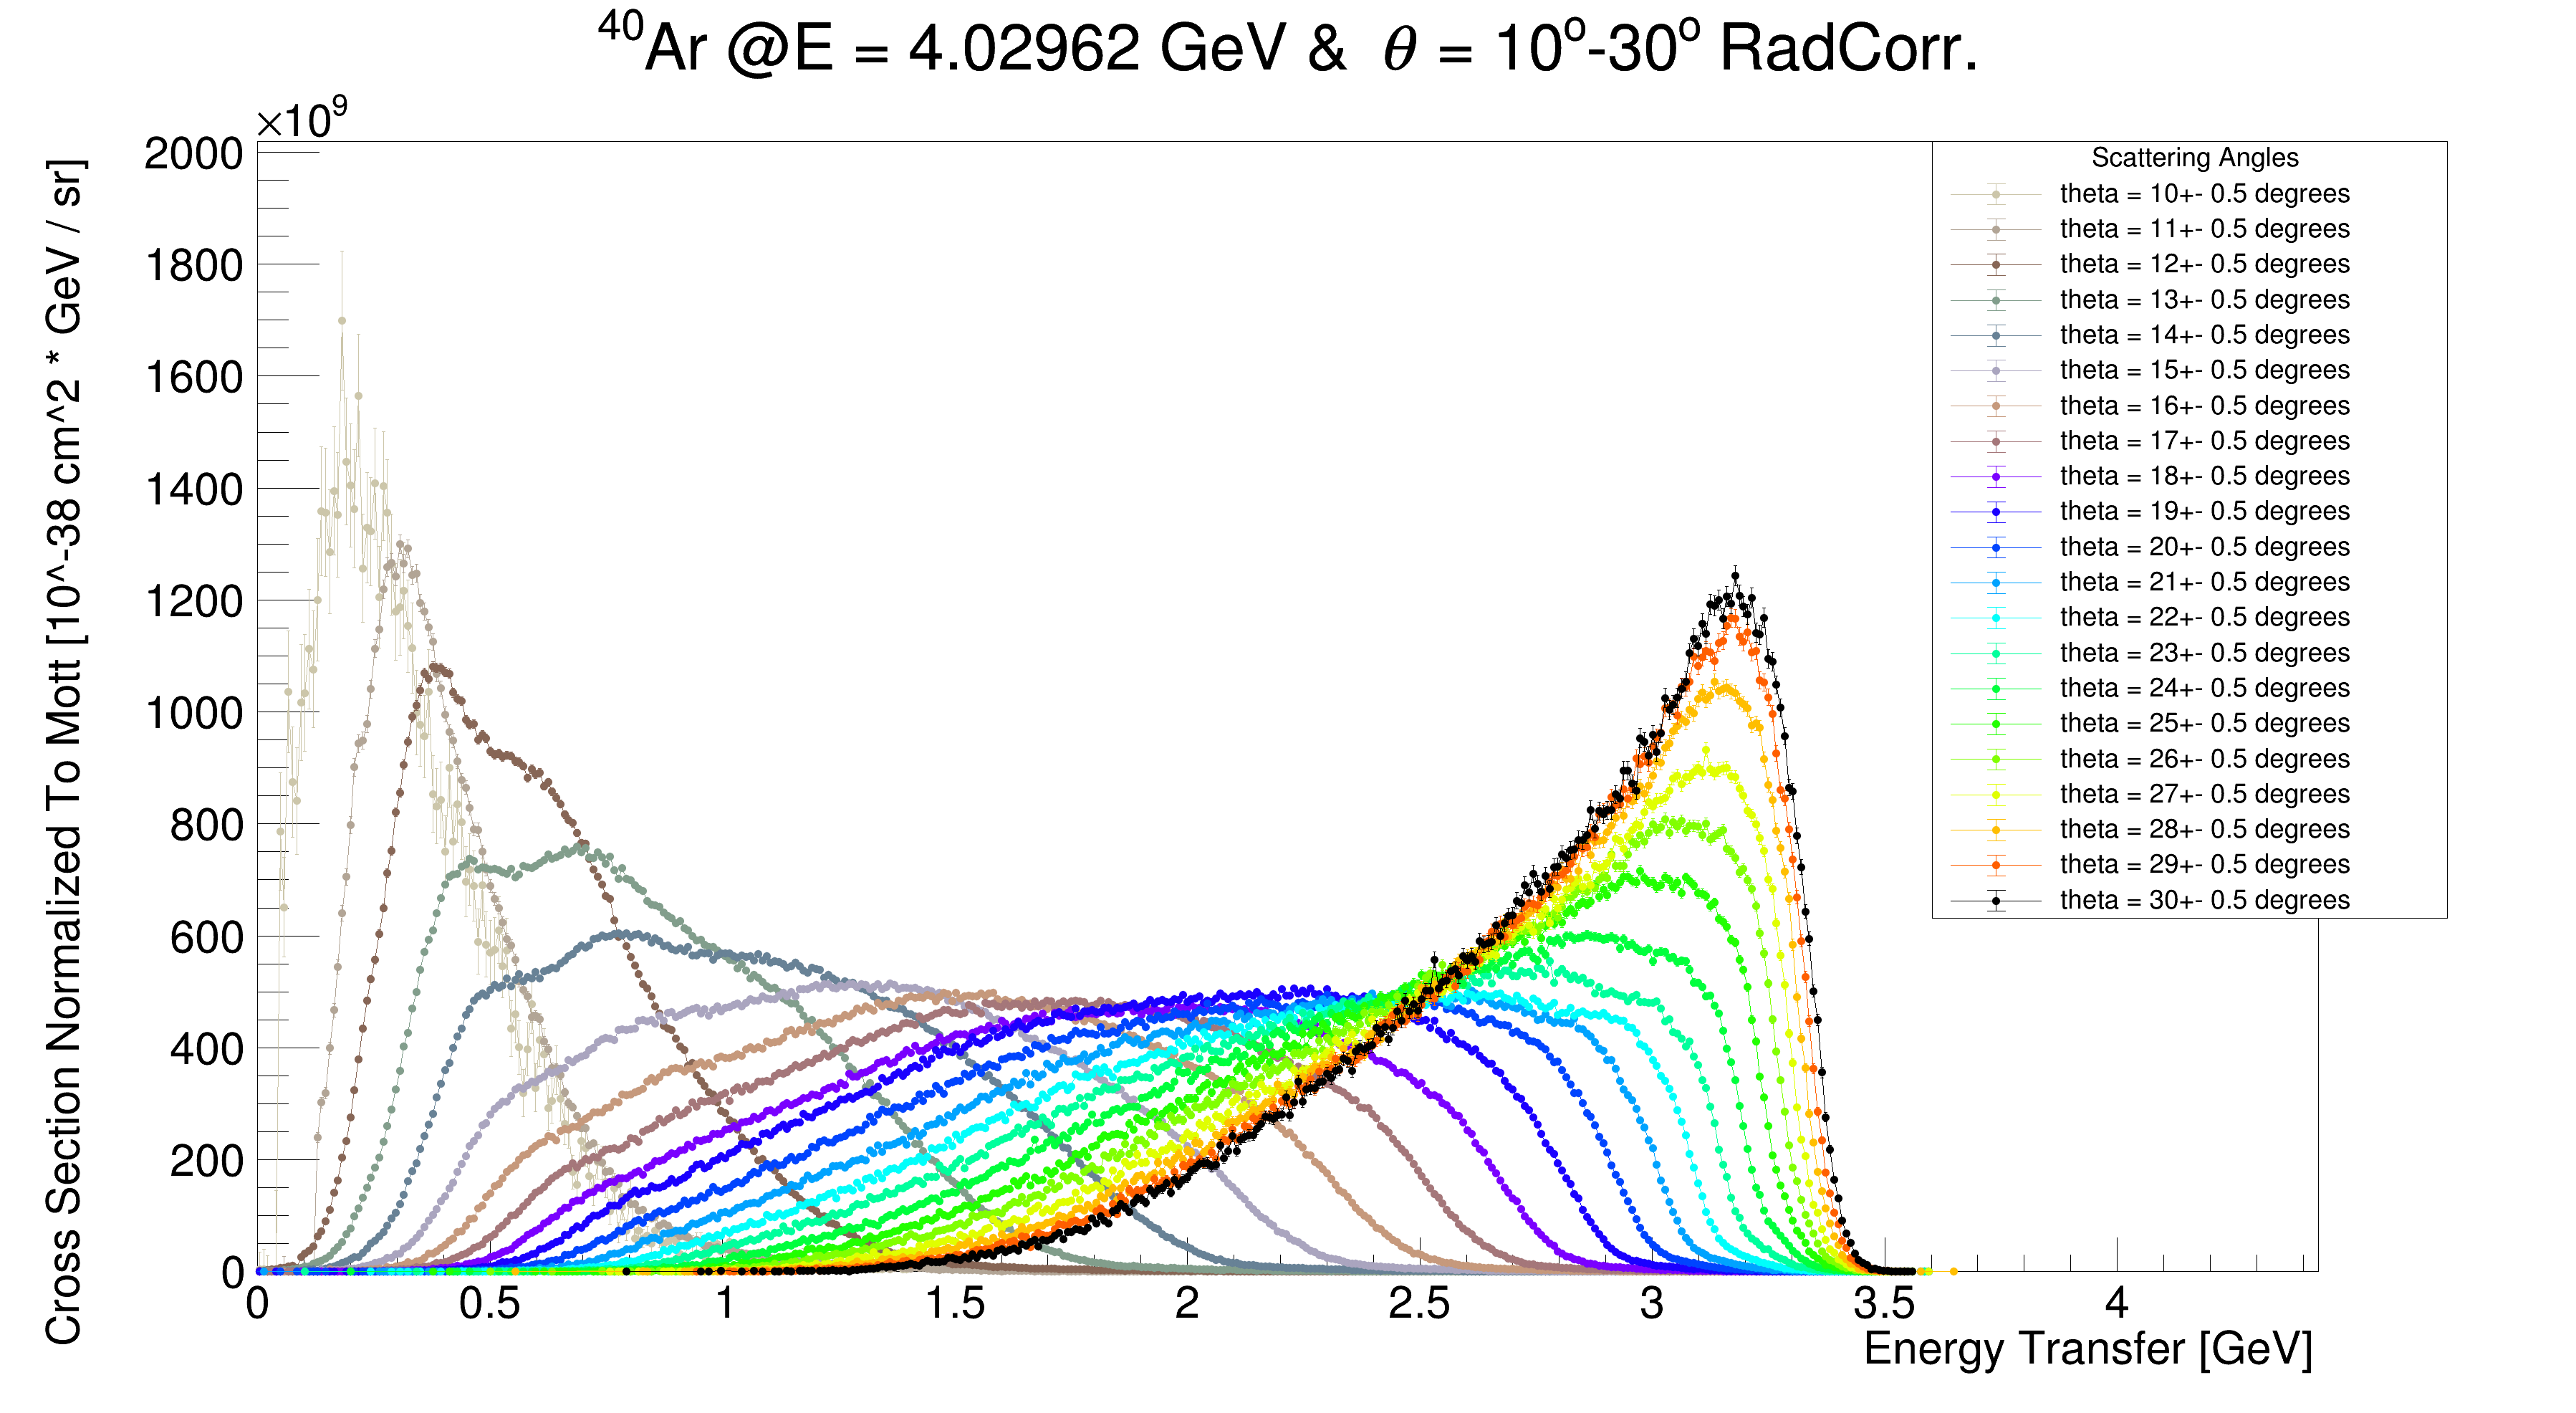 40Ar @E = 4.02962 GeV & θ = 10o-30o RadCorr.
×109
Cross Section Normalized To Mott [10^-38 cm^2 * GeV / sr]
2000
1800
1600
1400
1200
1000
800
600
400
200
0
0 0.5 1 1.5 2 2.5 3 3.5 4
Energy Transfer [GeV]
Scattering Angles
theta = 10+- 0.5 degrees
theta = 11+- 0.5 degrees
theta = 12+- 0.5 degrees
theta = 13+- 0.5 degrees
theta = 14+- 0.5 degrees
theta = 15+- 0.5 degrees
theta = 16+- 0.5 degrees
theta = 17+- 0.5 degrees
theta = 18+- 0.5 degrees
theta = 19+- 0.5 degrees
theta = 20+- 0.5 degrees
theta = 21+- 0.5 degrees
theta = 22+- 0.5 degrees
theta = 23+- 0.5 degrees
theta = 24+- 0.5 degrees
theta = 25+- 0.5 degrees
theta = 26+- 0.5 degrees
theta = 27+- 0.5 degrees
theta = 28+- 0.5 degrees
theta = 29+- 0.5 degrees
theta = 30+- 0.5 degrees